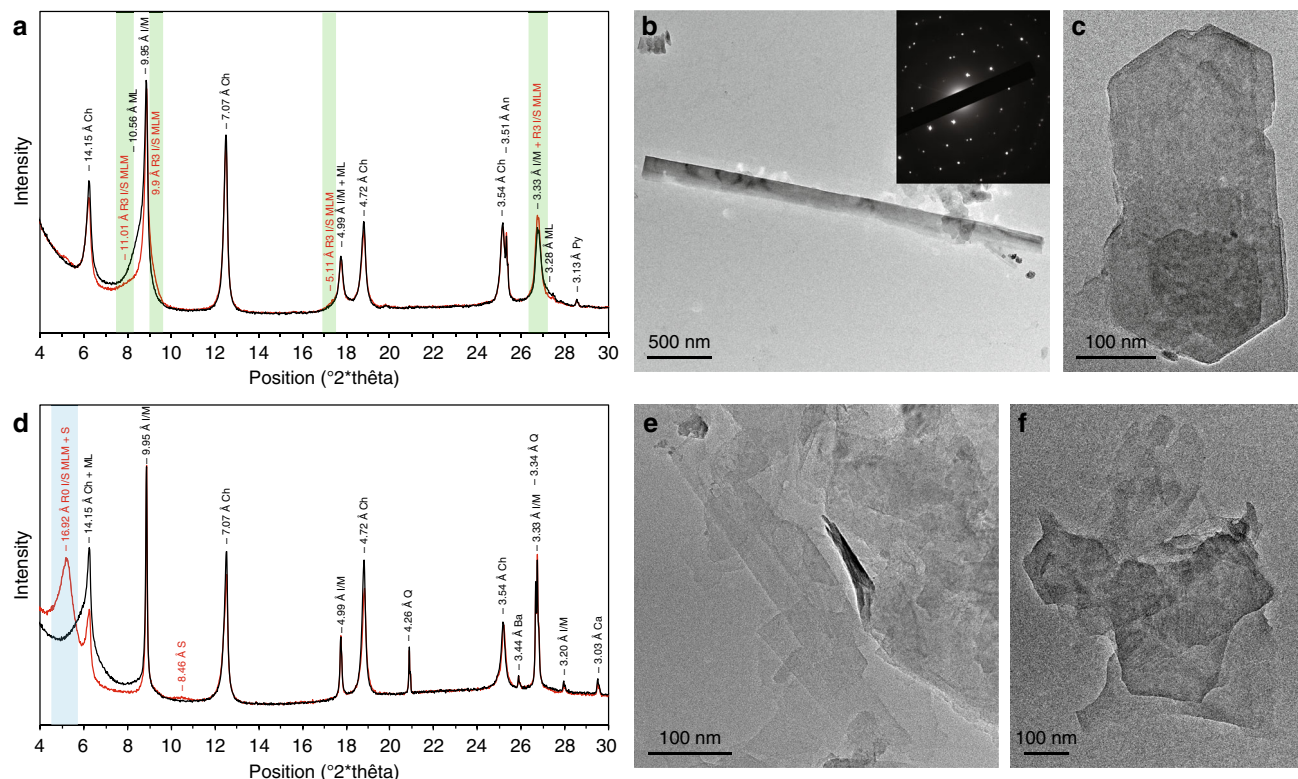 a
Intensity
– 14.15 Å Ch
– 11.01 Å R3 I/S MLM
– 10.56 Å ML
– 9.95 Å I/M
9.9 Å R3 I/S MLM
– 7.07 Å Ch
– 5.11 Å R3 I/S MLM
– 4.99 Å I/M + ML
– 4.72 Å Ch
– 3.54 Å Ch
– 3.51 Å An
– 3.33 Å I/M + R3 I/S MLM
– 3.28 Å ML
– 3.13 Å Py
4 6 8 10 12 14 16 18 20 22 24 26 28 30
Position (°2*thêta)
b
500 nm
c
100 nm
d
Intensity
– 16.92 Å R0 I/S MLM + S
– 14.15 Å Ch + ML
– 9.95 Å I/M
– 8.46 Å S
– 7.07 Å Ch
– 4.99 Å I/M
– 4.72 Å Ch
– 4.26 Å Q
– 3.54 Å Ch
– 3.44 Å Ba
– 3.33 Å I/M
– 3.34 Å Q
– 3.20 Å I/M
– 3.03 Å Ca
4 6 8 10 12 14 16 18 20 22 24 26 28 30
Position (°2*thêta)
e
100 nm
f
100 nm